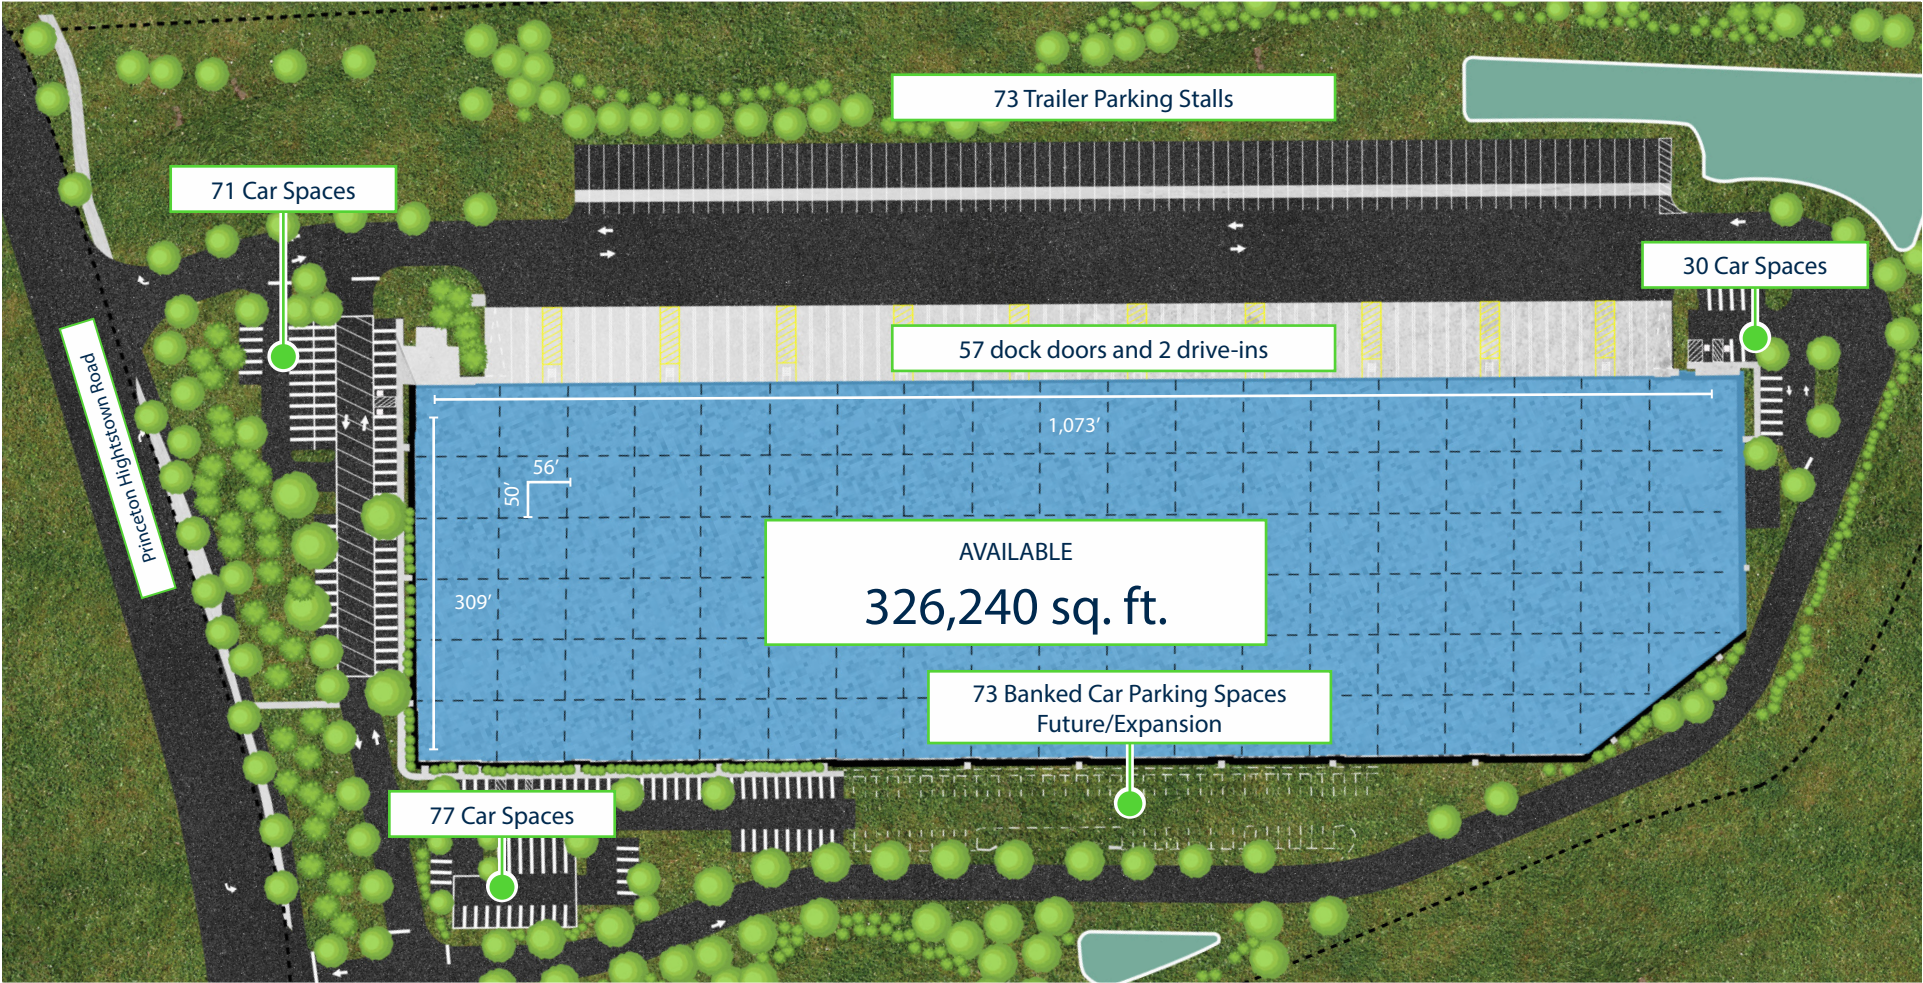 73 Trailer Parking Stalls
71 Car Spaces
30 Car Spaces
57 dock doors and 2 drive-ins
Princeton Hightstown Road
1,073’
56’
50’
309’
AVAILABLE
326,240 sq. ft.
73 Banked Car Parking Spaces
Future/Expansion
77 Car Spaces